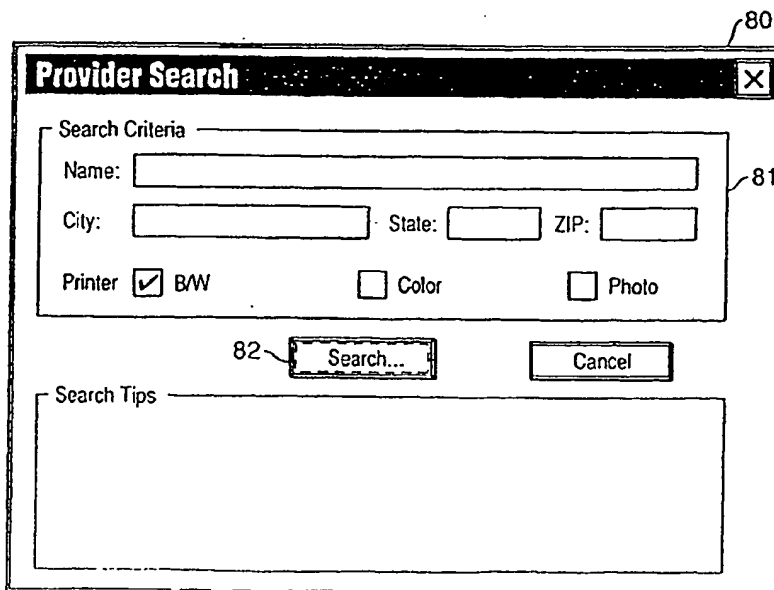 80
Provider Search
Search Criteria
Name:
81
City: State: ZIP:
Printer B/W Color Photo
82 Search... Cancel
Search Tips